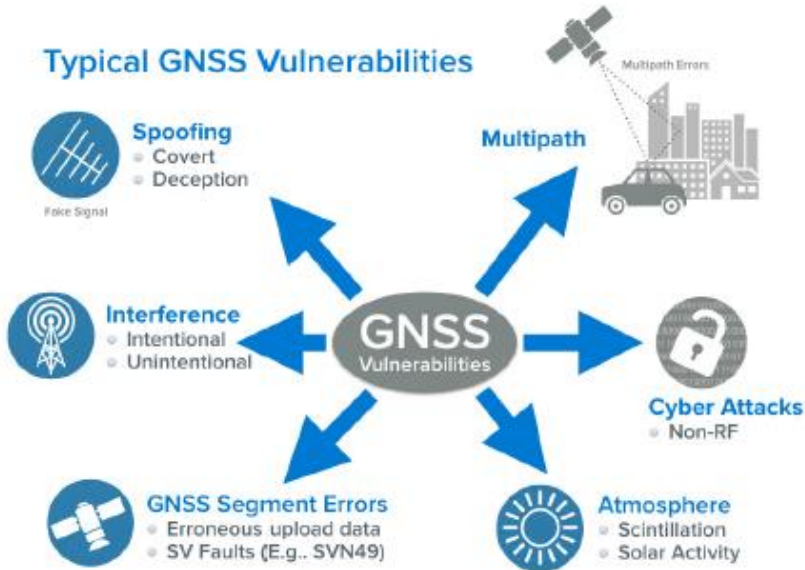 Typical GNSS Vulnerabilities
Multipath Errors
Spoofing
Covert
Deception
Fake Signal
Multipath
Interference
Intentional
Unintentional
GNSS
Vulnerabilities
Cyber Attacks
Non-RF
GNSS Segment Errors
Erroneous upload data
SV Faults (E.g.. SVN49)
Atmosphere
Scintillation
Solar Activity